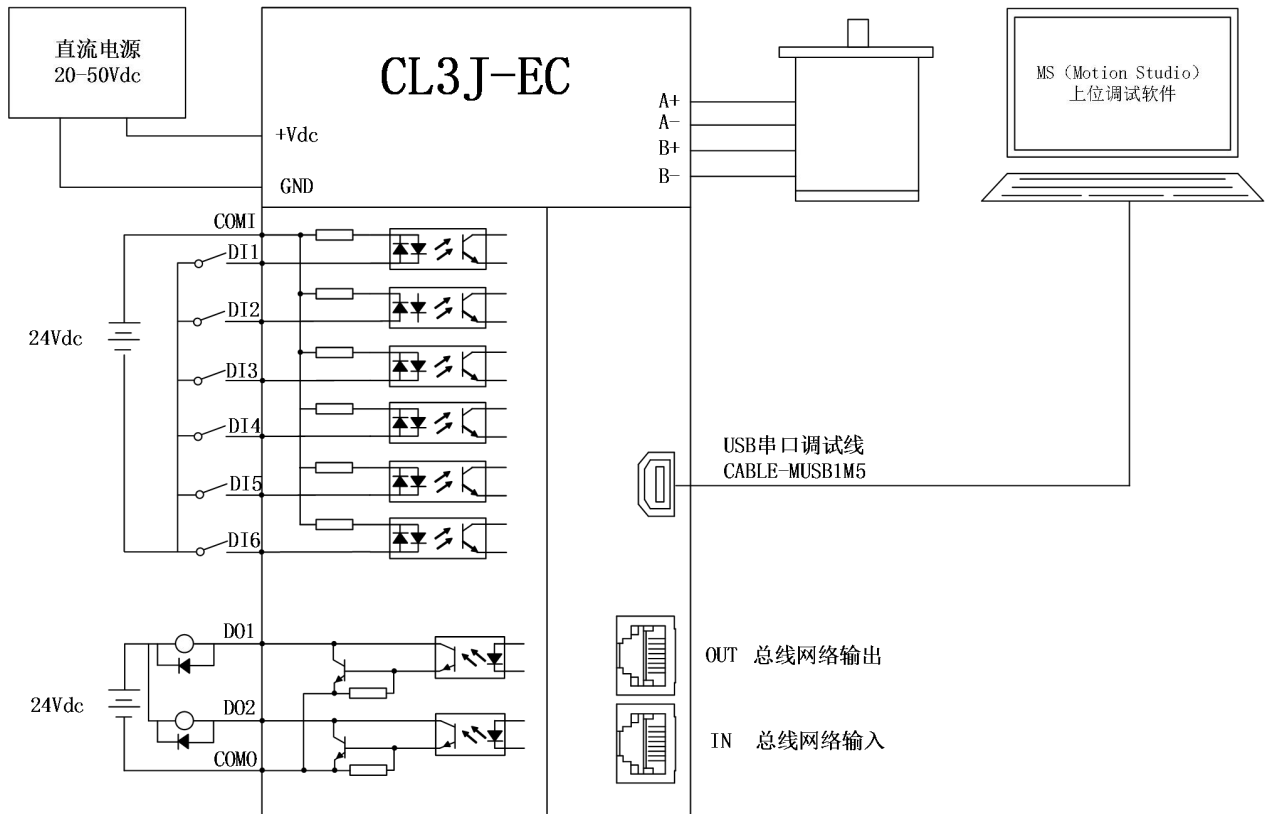 直流电源
20-50Vdc
CL3J-EC
MS（Motion Studio）
上位调试软件
A+
A-
B+
B-
+Vdc
GND
COMI
DI1
DI2
24Vdc
DI3
DI4
DI5
DI6
USB串口调试线
CABLE-MUSB1M5
DO1
OUT 总线网络输出
24Vdc
DO2
IN 总线网络输入
COMO